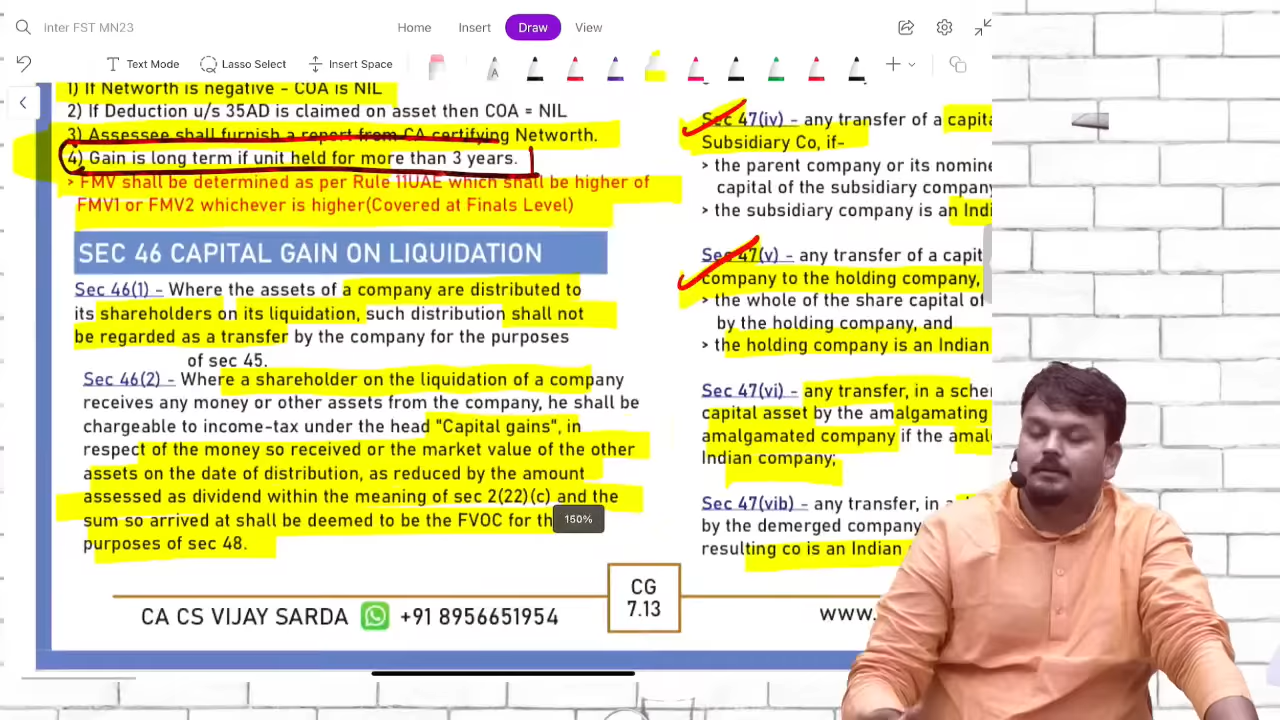 inter FST MN23
Home
Insert
Draw
View
Text Mode
Lasso Select
Insert Space
1) If Networth is negative - COA is NIL
2) If Deduction u/s 35AD is claimed on asset then COA = NIL
3) Assessee shall furnish a report from CA certifying Networth.
4) Gain is long term if unit held for more than 3 years.
> FMV shall be determined as per Rule 11UAE which shall be higher of
FMV1 or FMV2 whichever is higher(Covered at Finals Level)
SEC 46 CAPITAL GAIN ON LIQUIDATION
Sec 46(1) - Where the assets of a company are distributed to
its shareholders on its liquidation, such distribution shall not
be regarded as a transfer by the company for the purposes
of sec 45.
Sec 46(2) - Where a shareholder on the liquidation of a company
receives any money or other assets from the company, he shall be
chargeable to income-tax under the head "Capital gains", in
respect of the money so received or the market value of the other
assets on the date of distribution, as reduced by the amount
assessed as dividend within the meaning of sec 2(22)(c) and the
sum so arrived at shall be deemed to be the FVOC for th
purposes of sec 48.
150%
Sec 47(iv) - any transfer of a capita
Subsidiary Co, if-
> the parent company or its nomine
capital of the subsidiary company
> the subsidiary company is an Indi
Sec 47(v) - any transfer of a capit
company to the holding company,
> the whole of the share capital of
by the holding company, and
> the holding company is an Indian
Sec 47(vi) - any transfer, in a schem
capital asset by the amalgamating
amalgamated company if the amal
Indian company;
Sec 47(vib) - any transfer, in a
by the demerged company
resulting co is an Indian
CA CS VIJAY SARDA +91 8956651954
CG
7.13
www.